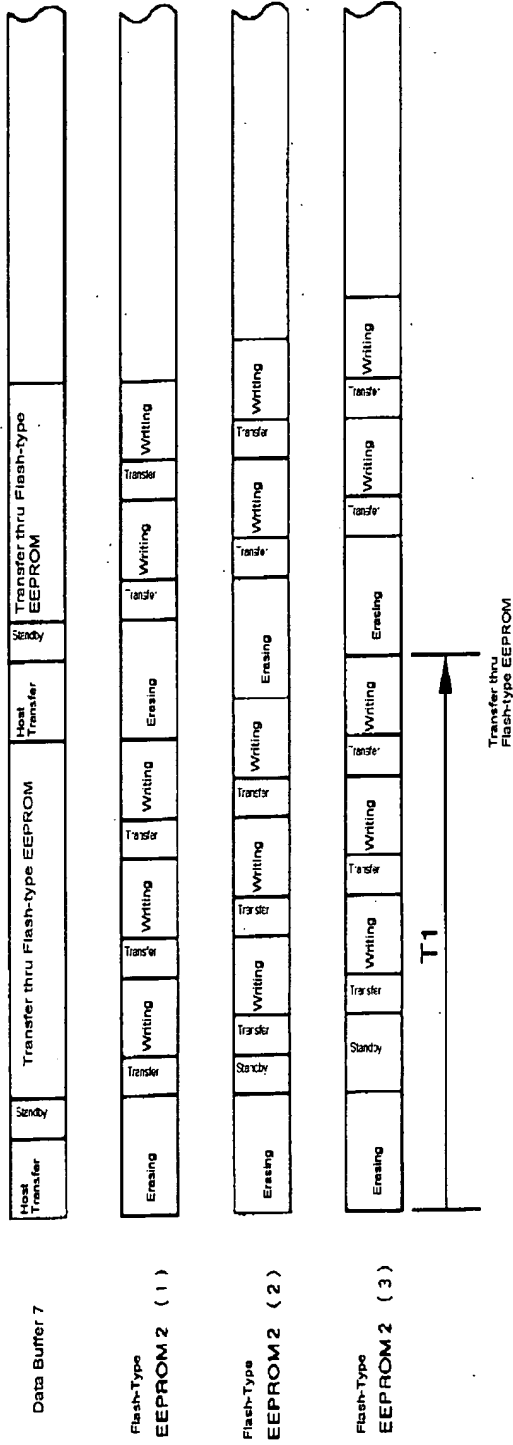 Data Buffer 7
Host
Transfer
Standby
Transfer thru Flash-type EEPROM
Host
Transfer
Standby
Transfer thru Flash-type
EEPROM
Flash-Type
EEPROM 2 (1)
Erasing
Transfer
Writing
Transfer
Writing
Transfer
Writing
Erasing
Transfer
Writing
Transfer
Writing
Flash-Type
EEPROM 2 (2)
Erasing
Standby
Transfer
Writing
Transfer
Writing
Transfer
Writing
Erasing
Transfer
Writing
Transfer
Writing
Flash-Type
EEPROM 2 (3)
Erasing
Standby
Transfer
Writing
Transfer
Writing
Transfer
Writing
Erasing
Transfer
Writing
Transfer
Writing
T1
Transfer thru
Flash-type EEPROM